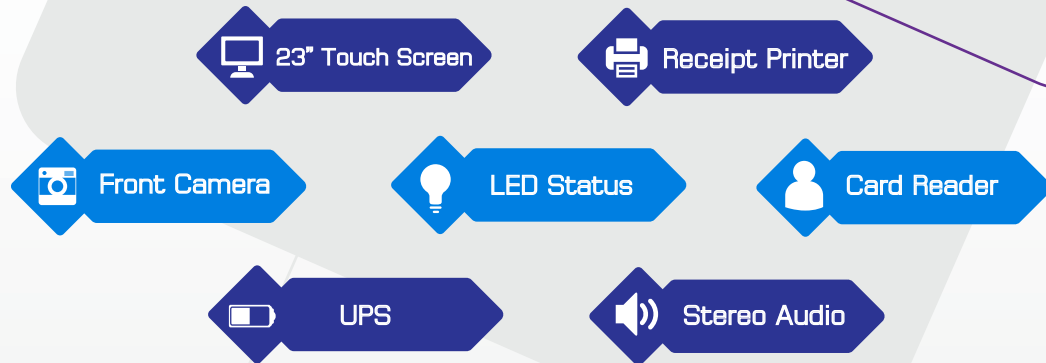 23" Touch Screen
Receipt Printer
Front Camera
LED Status
Card Reader
UPS
Stereo Audio